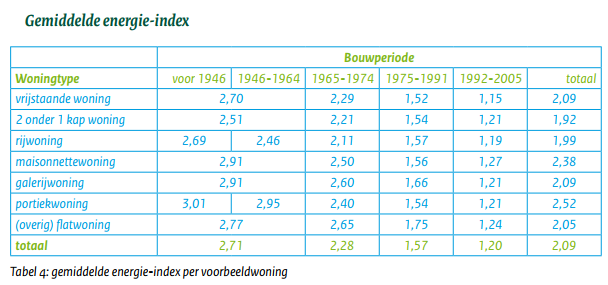 Gemiddelde energie-index
Bouwperiode
Woningtype voor 1946 1946-1964 1965-1974 1975-1991 1992-2005 totaal
vrijstaande woning 2,70 2,29 1,52 1,15 2,09
2 onder 1 kap woning 2,51 2,21 1,54 1,21 1,92
rijwoning 2,69 2,46 2,11 1,57 1,19 1,99
maisonnettewoning 2,91 2,50 1,56 1,27 2,38
galerijwoning 2,91 2,60 1,66 1,21 2,09
portiekwoning 3,01 2,95 2,40 1,54 1,21 2,52
(overig) flatwoning 2,77 2,65 1,75 1,24 2,05
totaal 2,71 2,28 1,57 1,20 2,09
Tabel 4: gemiddelde energie-index per voorbeeldwoning